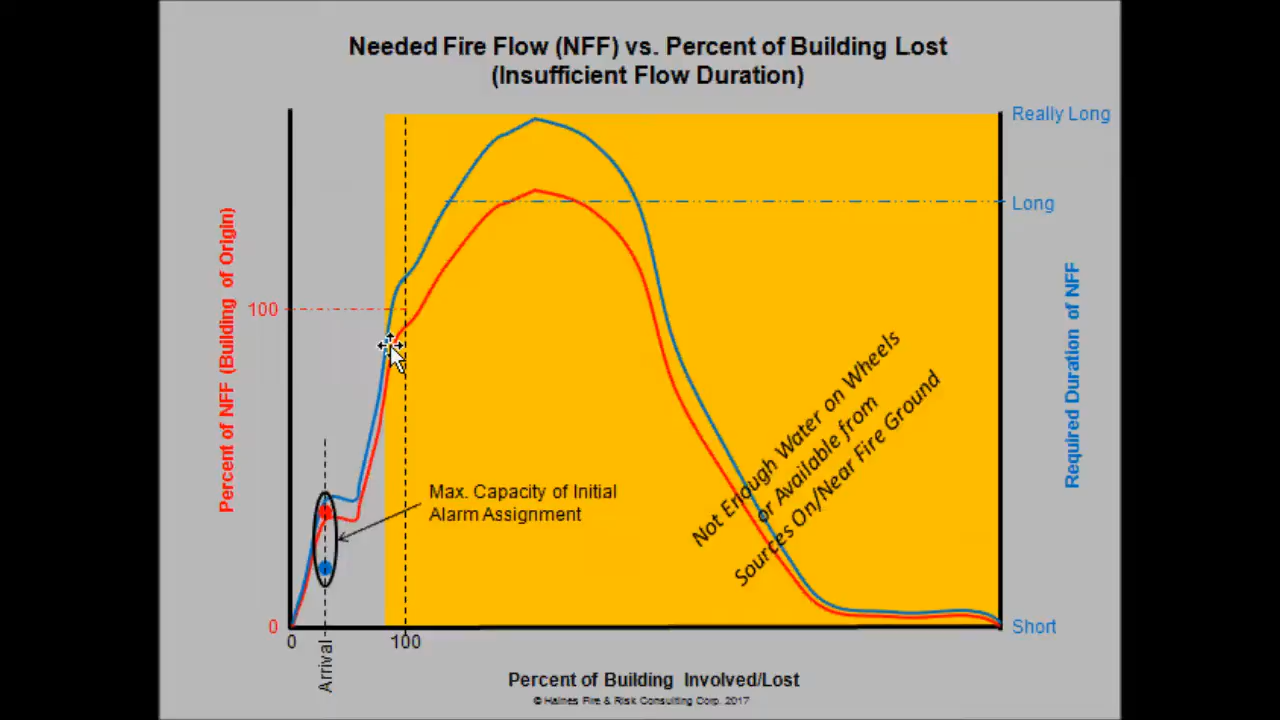 Needed Fire Flow (NFF) vs. Percent of Building Lost
(Insufficient Flow Duration)
Really Long
Long
Percent of NFF (Building of Origin)
Required Duration of NFF
100
Not Enough Water on Wheels
or Available from
Sources On/Near Fire Ground
Max. Capacity of Initial
Alarm Assignment
0
Short
0
100
Arrival
Percent of Building Involved/Lost
© Haines Fire & Risk Consulting Corp. 2017